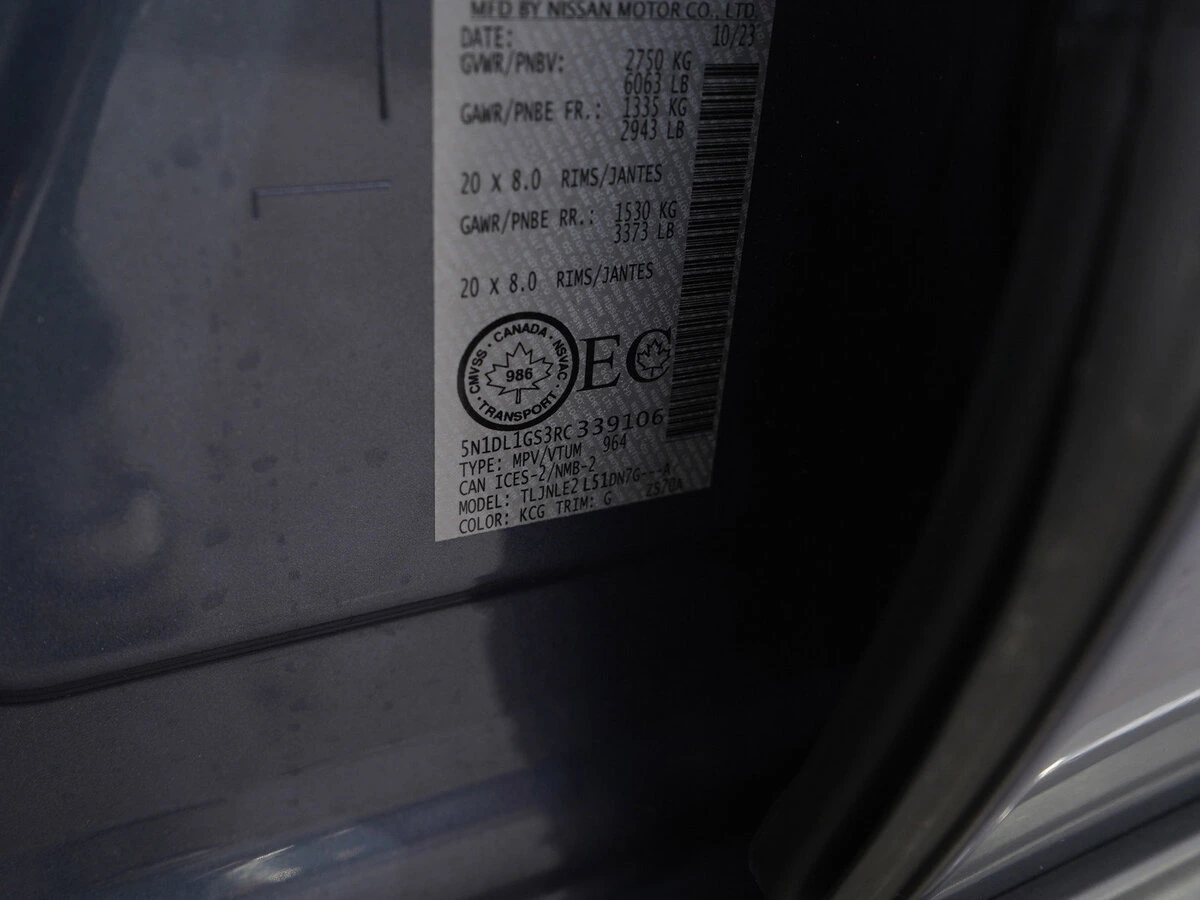 MFD BY NISSAN MOTOR CO., LTD.
DATE: 10/23
GVWR/PNBV: 2750 KG
6063 LB
GAWR/PNBE FR.: 1335 KG
2943 LB
20 X 8.0 RIMS/JANTES
GAWR/PNBE RR.: 1530 KG
3373 LB
20 X 8.0 RIMS/JANTES
CMVSS · CANADA · NSVAC · TRANSPORT ·
986
EC
5N1DL1GS3RC339106
TYPE: MPV/VTUM 964
CAN ICES-2/NMB-2
MODEL: TLJNLE2 L51DN7G---A
COLOR: KCG TRIM: G 2570A